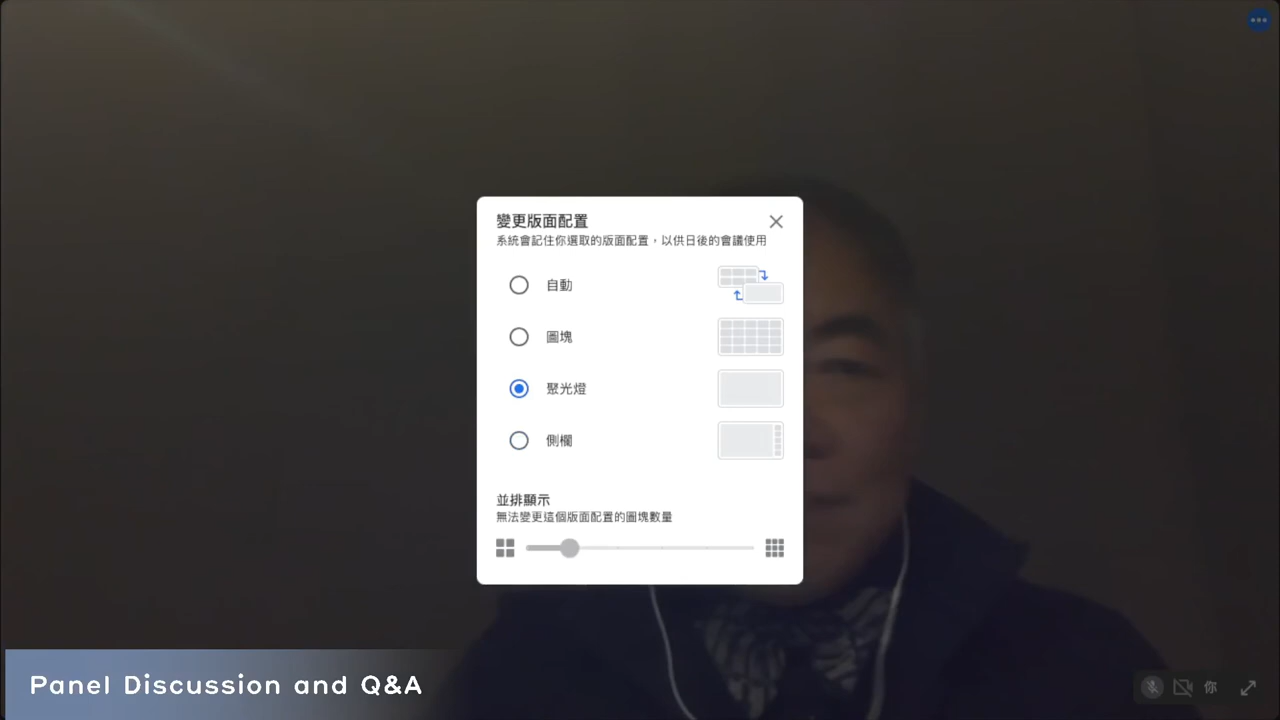 變更版面配置
系統會記住你選取的版面配置，以供日後的會議使用
自動
圖塊
聚光燈
側欄
並排顯示
無法變更這個版面配置的圖塊數量
Panel Discussion and Q&A
你